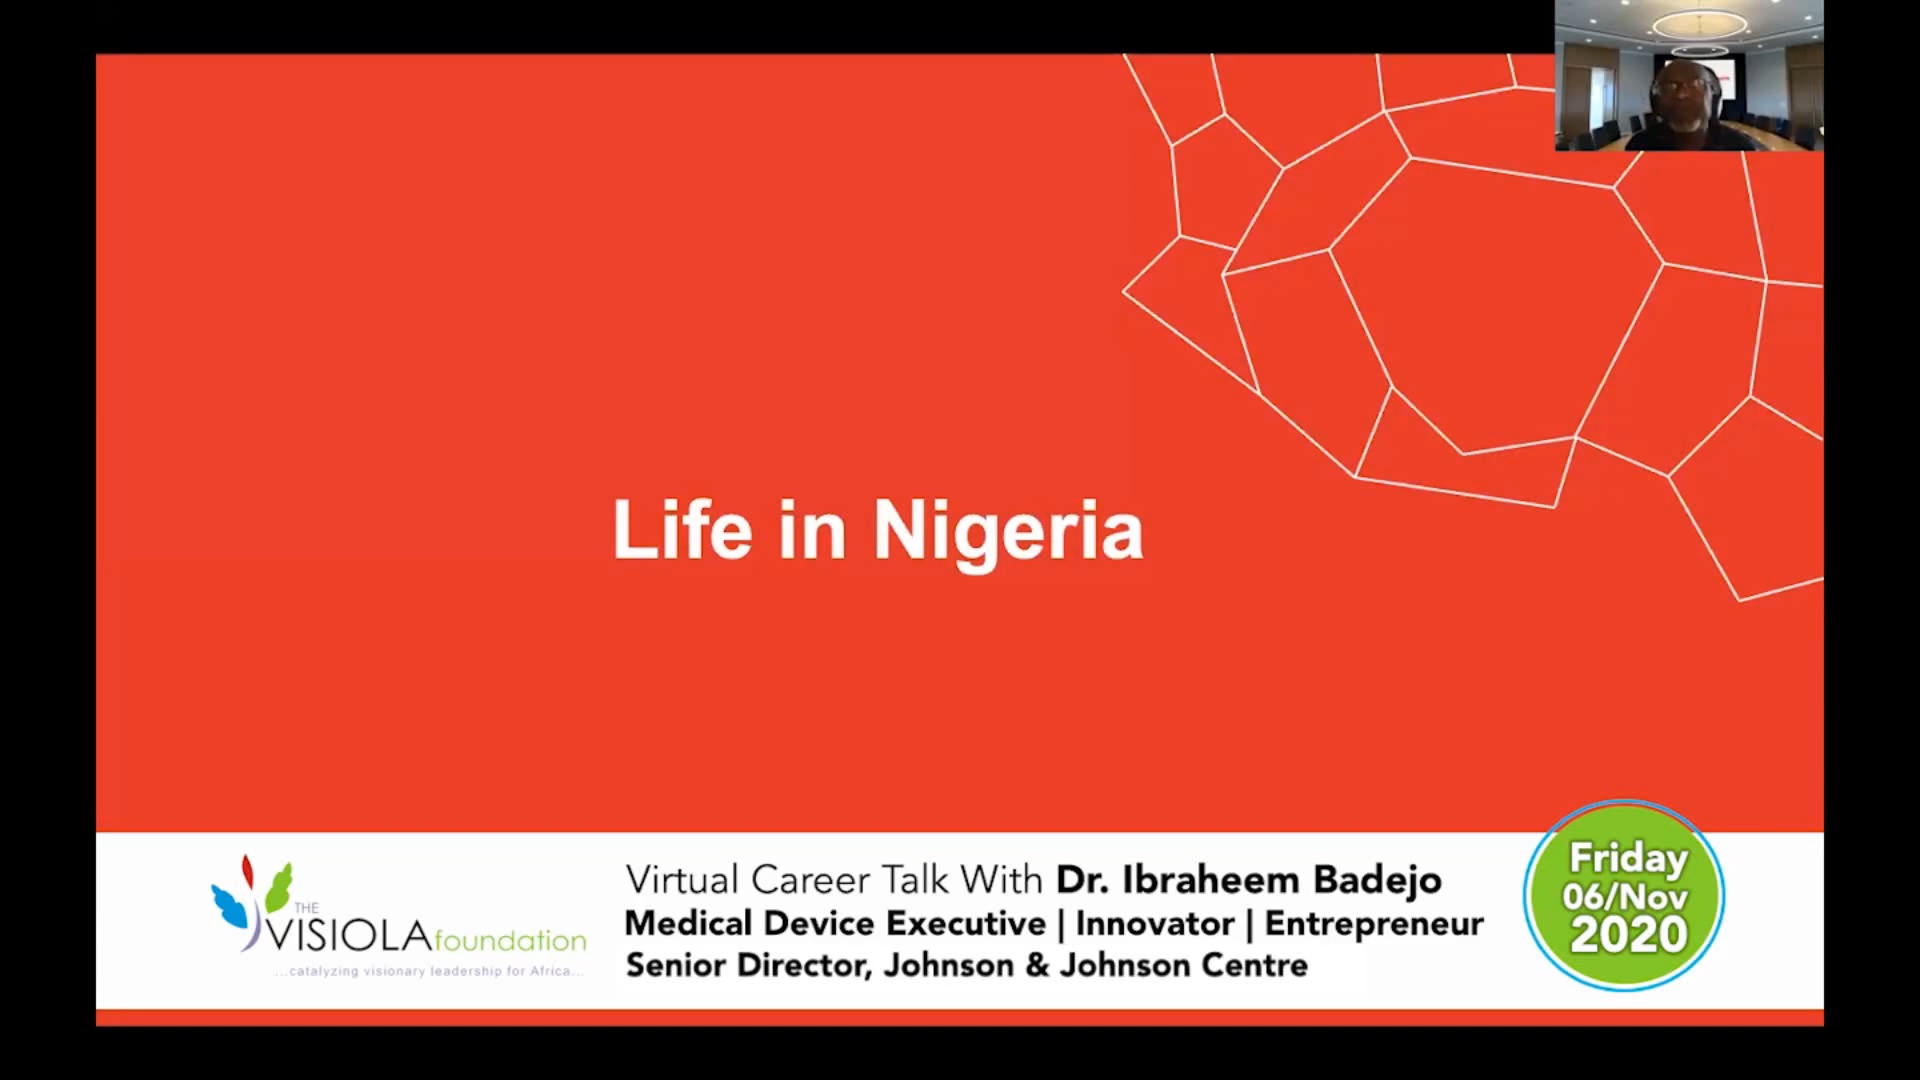 Life in Nigeria
THE
VISIOLAfoundation
...catalyzing visionary leadership for Africa...
Virtual Career Talk With Dr. Ibraheem Badejo
Medical Device Executive | Innovator | Entrepreneur
Senior Director, Johnson & Johnson Centre
Friday
06/Nov
2020